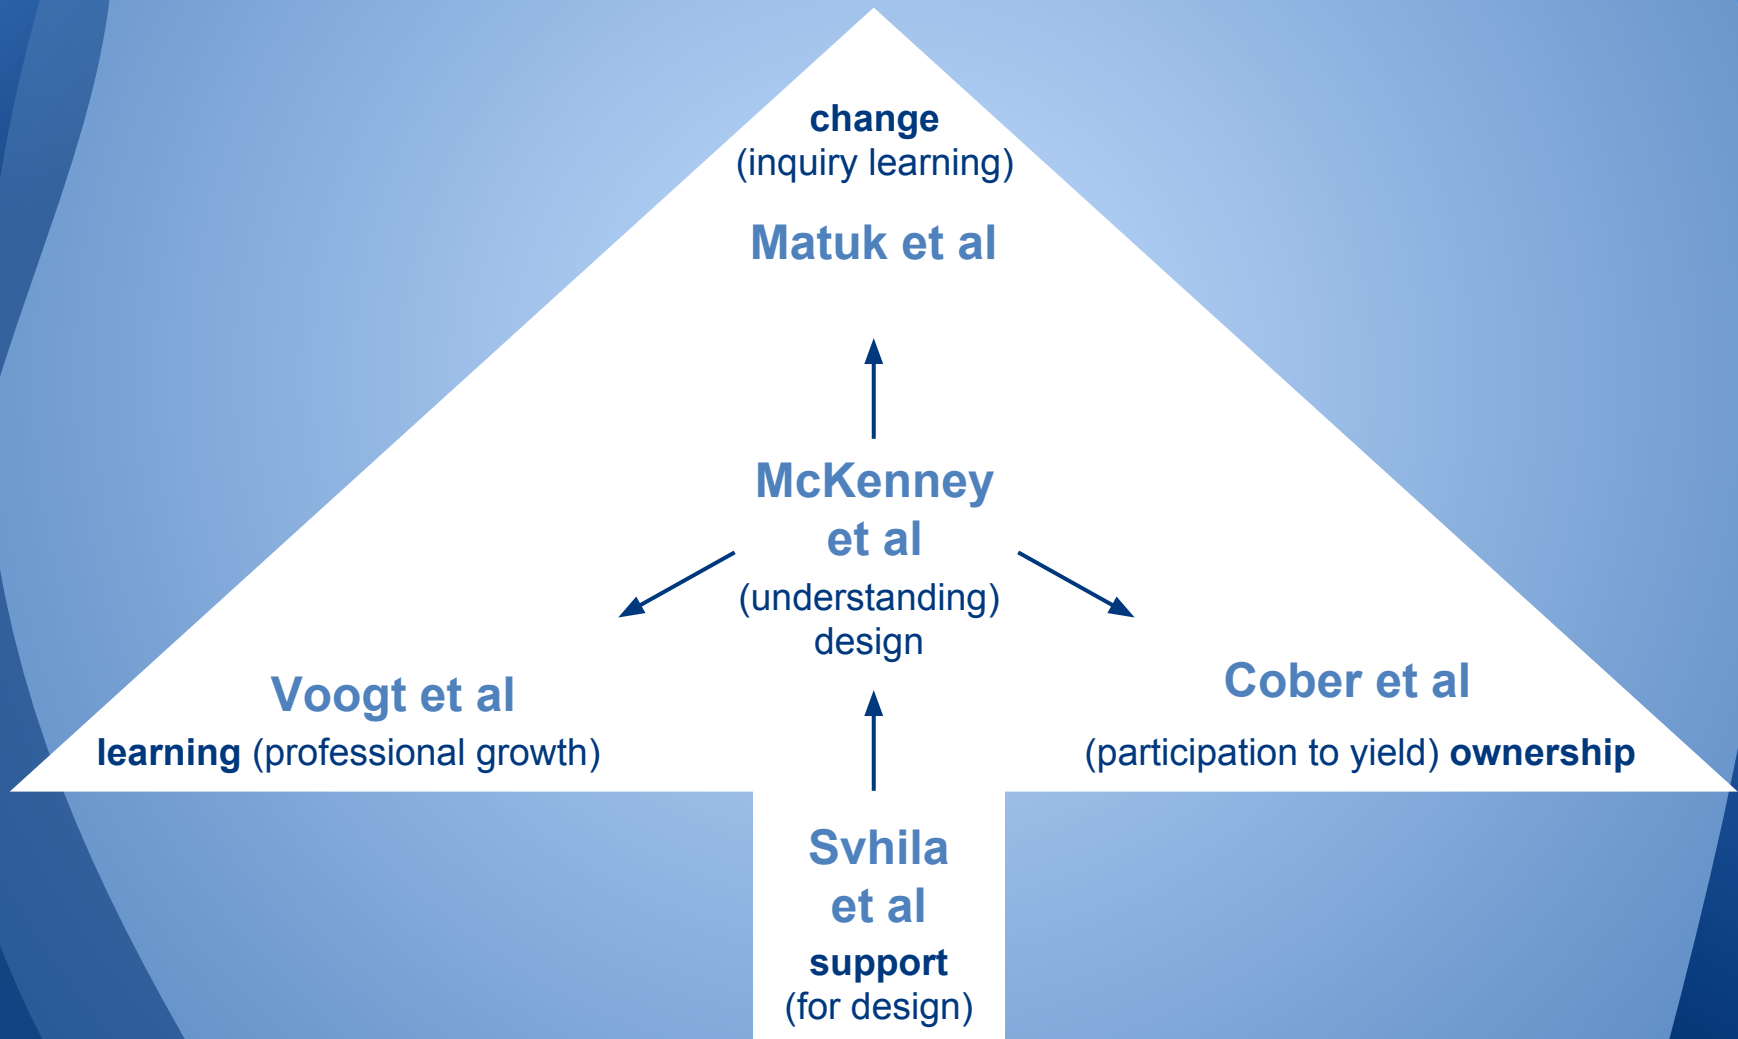 change
(inquiry learning)
Matuk et al
McKenney
et al
(understanding)
design
Voogt et al
learning (professional growth)
Cober et al
(participation to yield) ownership
Svhila
et al
support
(for design)